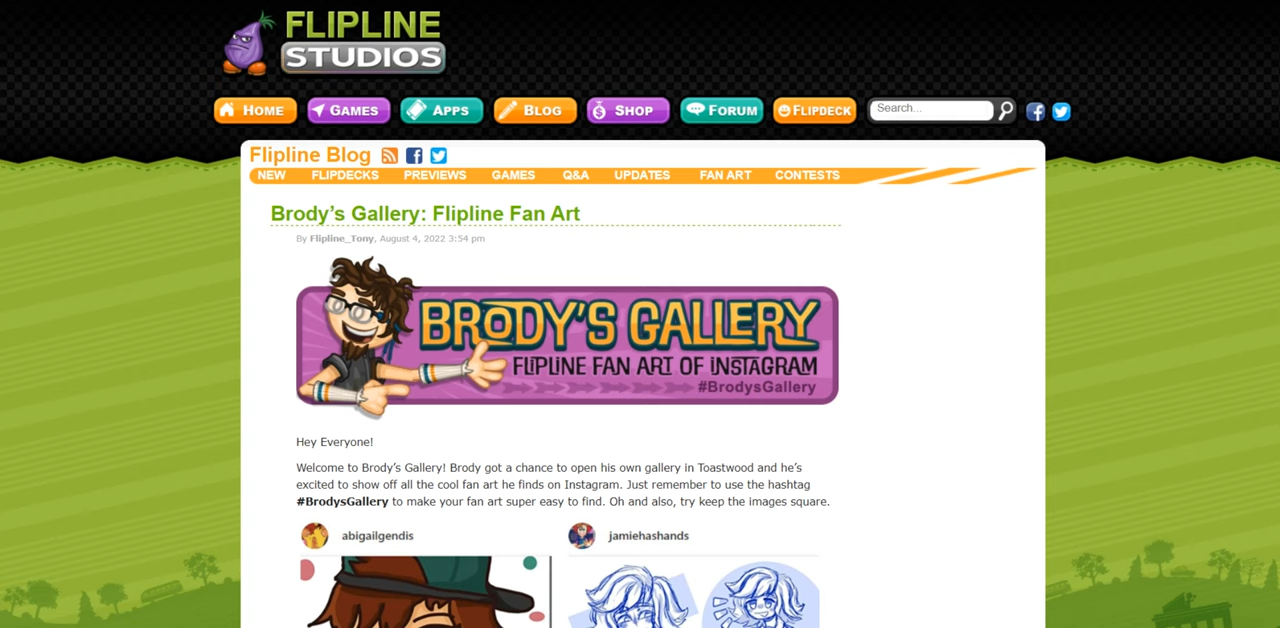 FLIPLINE
STUDIOS
HOME GAMES APPS BLOG SHOP FORUM FLIPDECK Search...
Flipline Blog
NEW FLIPDECKS PREVIEWS GAMES Q&A UPDATES FAN ART CONTESTS
Brody's Gallery: Flipline Fan Art
By Flipline_Tony, August 4, 2022 3:54 pm
BRODY'S GALLERY
FLIPLINE FAN ART OF INSTAGRAM
#BrodysGallery
Hey Everyone!
Welcome to Brody's Gallery! Brody got a chance to open his own gallery in Toastwood and he's
excited to show off all the cool fan art he finds on Instagram. Just remember to use the hashtag
#BrodysGallery to make your fan art super easy to find. Oh and also, try keep the images square.
abigailgendis jamiehashands